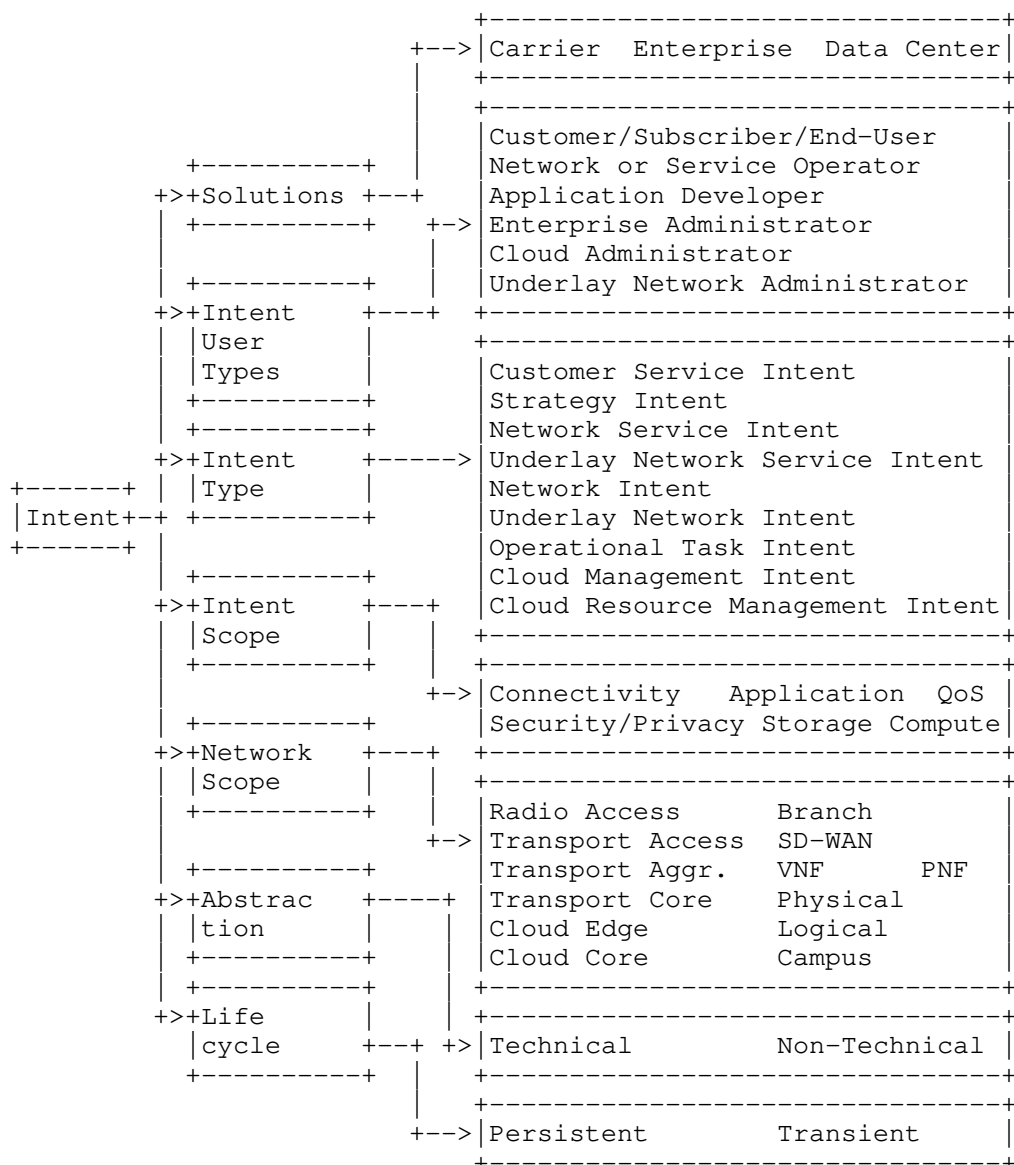 Carrier Enterprise Data Center
Customer/Subscriber/End-User
Network or Service Operator
Solutions Application Developer
Enterprise Administrator
Cloud Administrator
Underlay Network Administrator
Intent
User
Types Customer Service Intent
Strategy Intent
Network Service Intent
Intent Underlay Network Service Intent
Type Network Intent
Intent Underlay Network Intent
Operational Task Intent
Cloud Management Intent
Intent Cloud Resource Management Intent
Scope
Connectivity Application QoS
Security/Privacy Storage Compute
Network
Scope
Radio Access Branch
Transport Access SD-WAN
Transport Aggr. VNF PNF
Abstrac Transport Core Physical
tion Cloud Edge Logical
Cloud Core Campus
Life
cycle Technical Non-Technical
Persistent Transient